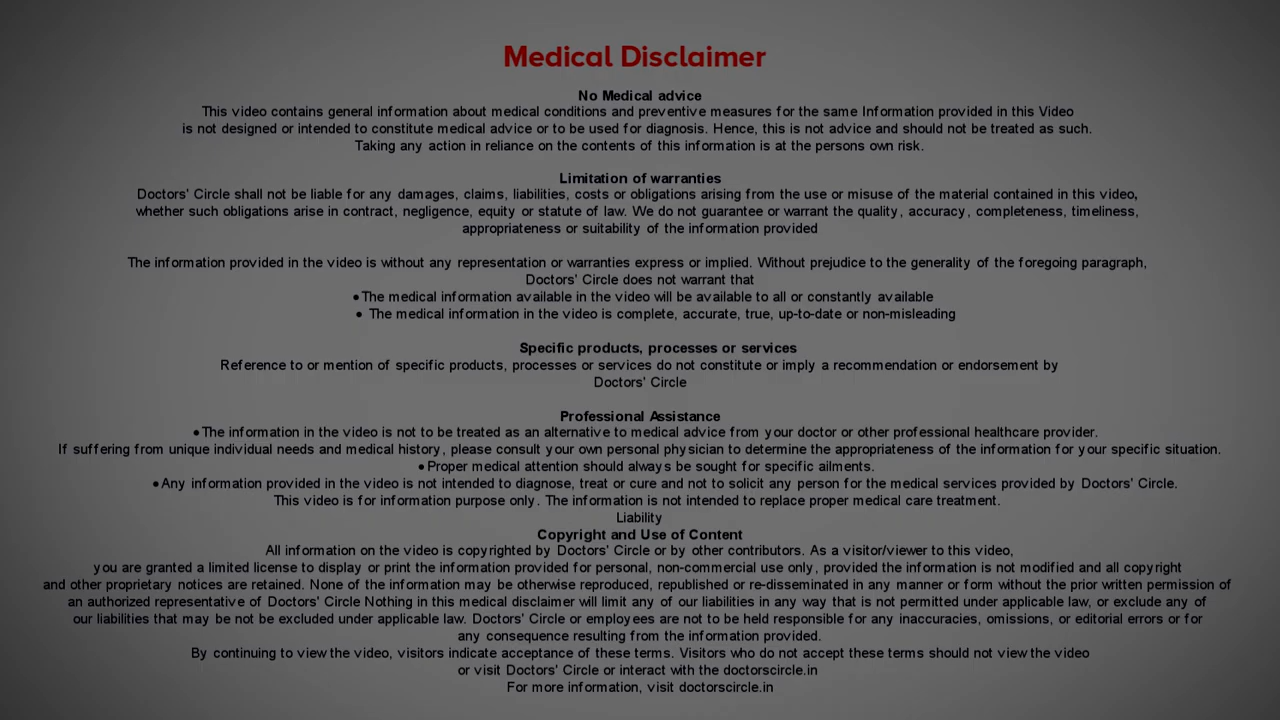 Medical Disclaimer
No Medical advice
This video contains general information about medical conditions and preventive measures for the same Information provided in this Video
is not designed or intended to constitute medical advice or to be used for diagnosis. Hence, this is not advice and should not be treated as such.
Taking any action in reliance on the contents of this information is at the persons own risk.
Limitation of warranties
Doctors' Circle shall not be liable for any damages, claims, liabilities, costs or obligations arising from the use or misuse of the material contained in this video,
whether such obligations arise in contract, negligence, equity or statute of law. We do not guarantee or warrant the quality, accuracy, completeness, timeliness,
appropriateness or suitability of the information provided
The information provided in the video is without any representation or warranties express or implied. Without prejudice to the generality of the foregoing paragraph,
Doctors' Circle does not warrant that
•The medical information available in the video will be available to all or constantly available
• The medical information in the video is complete, accurate, true, up-to-date or non-misleading
Specific products, processes or services
Reference to or mention of specific products, processes or services do not constitute or imply a recommendation or endorsement by
Doctors' Circle
Professional Assistance
•The information in the video is not to be treated as an alternative to medical advice from your doctor or other professional healthcare provider.
If suffering from unique individual needs and medical history, please consult your own personal physician to determine the appropriateness of the information for your specific situation.
•Proper medical attention should always be sought for specific ailments.
•Any information provided in the video is not intended to diagnose, treat or cure and not to solicit any person for the medical services provided by Doctors' Circle.
This video is for information purpose only. The information is not intended to replace proper medical care treatment.
Liability
Copyright and Use of Content
All information on the video is copyrighted by Doctors' Circle or by other contributors. As a visitor/viewer to this video,
you are granted a limited license to display or print the information provided for personal, non-commercial use only, provided the information is not modified and all copyright
and other proprietary notices are retained. None of the information may be otherwise reproduced, republished or re-disseminated in any manner or form without the prior written permission of
an authorized representative of Doctors' Circle Nothing in this medical disclaimer will limit any of our liabilities in any way that is not permitted under applicable law, or exclude any of
our liabilities that may be not be excluded under applicable law. Doctors' Circle or employees are not to be held responsible for any inaccuracies, omissions, or editorial errors or for
any consequence resulting from the information provided.
By continuing to view the video, visitors indicate acceptance of these terms. Visitors who do not accept these terms should not view the video
or visit Doctors' Circle or interact with the doctorscircle.in
For more information, visit doctorscircle.in